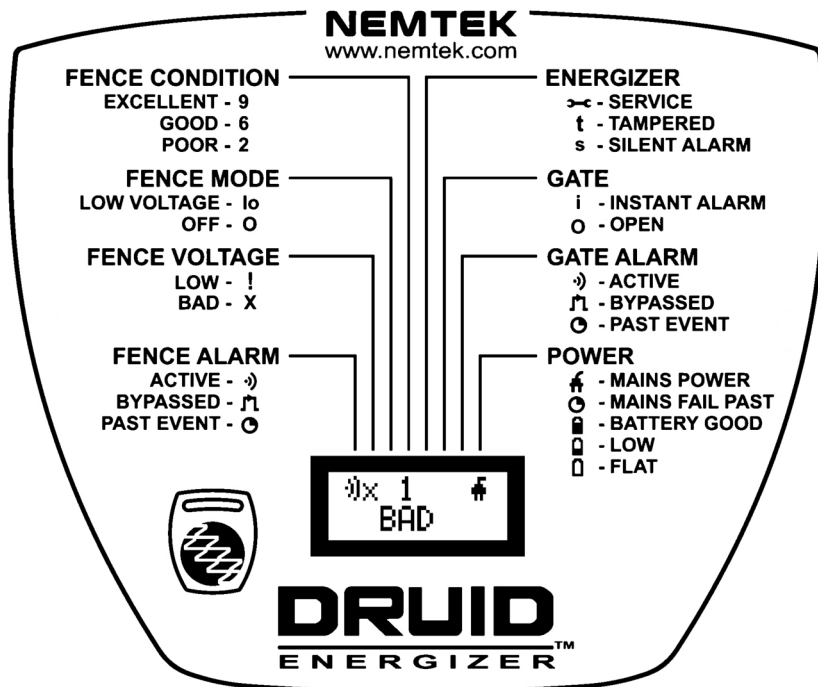 NEMTEK
www.nemtek.com
FENCE CONDITION
EXCELLENT - 9
GOOD - 6
POOR - 2
FENCE MODE
LOW VOLTAGE - lo
OFF - O
FENCE VOLTAGE
LOW - !
BAD - X
FENCE ALARM
ACTIVE -
BYPASSED -
PAST EVENT -
ENERGIZER
- SERVICE
t - TAMPERED
s - SILENT ALARM
GATE
i - INSTANT ALARM
O - OPEN
GATE ALARM
- ACTIVE
- BYPASSED
- PAST EVENT
POWER
- MAINS POWER
- MAINS FAIL PAST
- BATTERY GOOD
- LOW
- FLAT
x 1
BAD
DRUID™
ENERGIZER